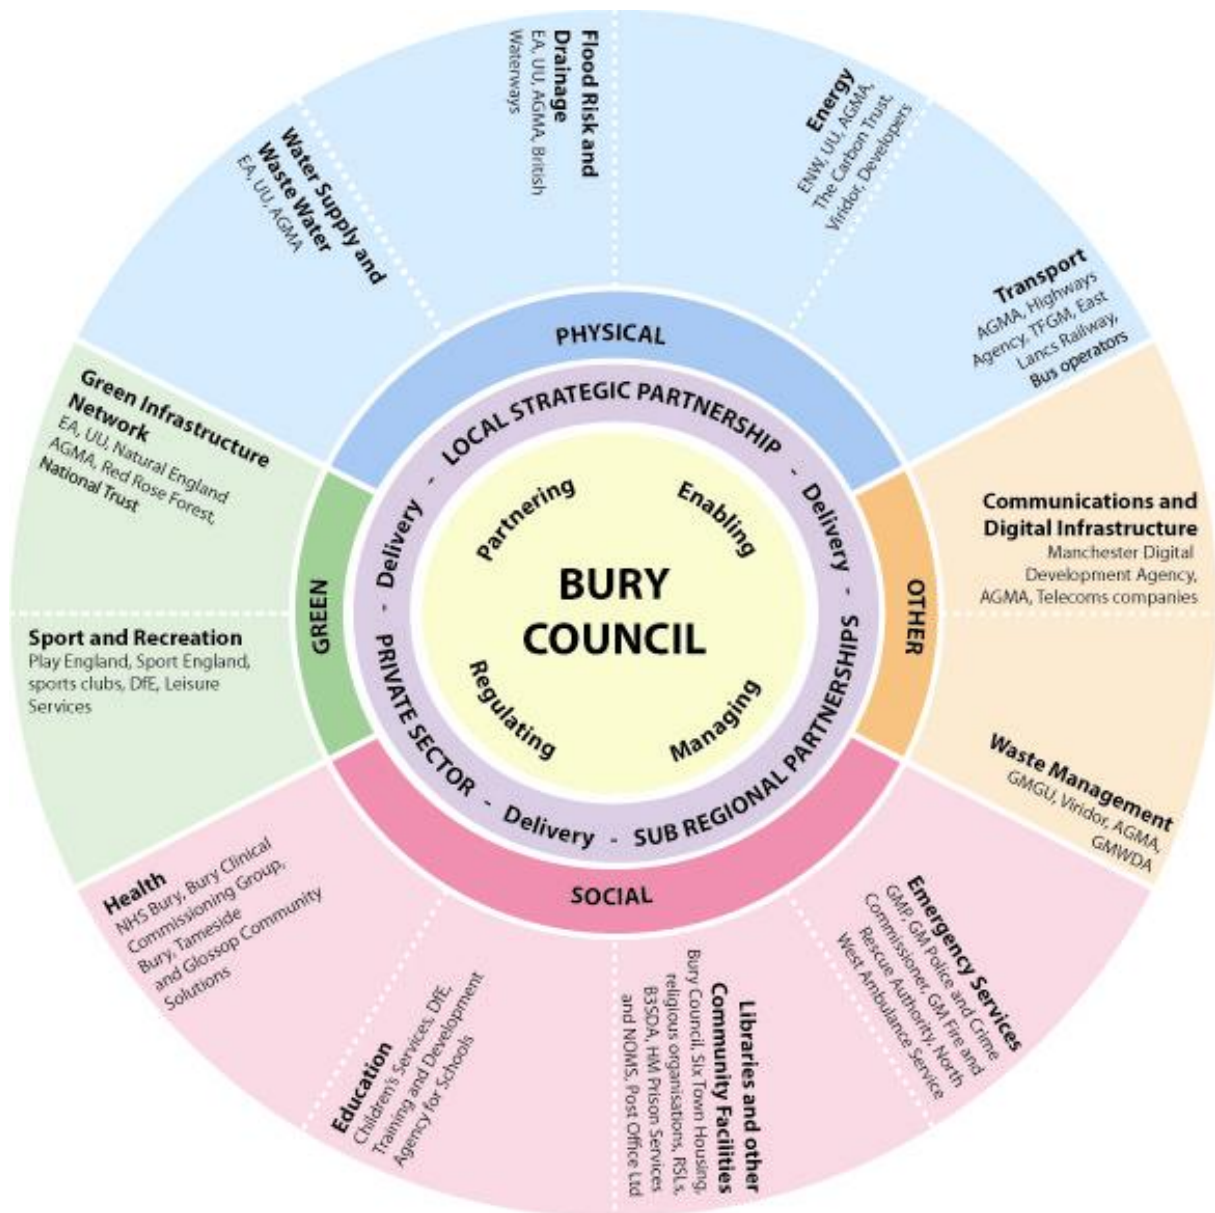 Flood Risk and
Drainage
EA, UU, AGMA, British
Waterways
Energy
ENW, UU, AGMA,
The Carbon Trust,
Viridor, Developers
Water Supply and
Waste Water
EA, UU, AGMA
Transport
AGMA, Highways
Agency, TFGM, East
Lancs Railway,
Bus operators
PHYSICAL
Green Infrastructure
Network
EA, UU, Natural England
AGMA, Red Rose Forest,
National Trust
Communications and
Digital Infrastructure
Manchester Digital
Development Agency,
AGMA, Telecoms companies
- Delivery - LOCAL STRATEGIC PARTNERSHIP - Delivery -
Partnering
Enabling
BURY
COUNCIL
Regulating
Managing
GREEN
OTHER
PRIVATE SECTOR - Delivery - SUB REGIONAL PARTNERSHIPS
Sport and Recreation
Play England, Sport England,
sports clubs, DfE, Leisure
Services
Waste Management
GMGU, Viridor, AGMA,
GMWDA
SOCIAL
Health
NHS Bury, Bury Clinical
Commissioning Group,
Bury, Tameside
and Glossop Community
Solutions
Education
Children's Services, DfE,
Training and Development
Agency for Schools
Libraries and other
Community Facilities
Bury Council, Six Town Housing,
religious organisations, RSLs,
B3SDA, HM Prison Services
and NOMS, Post Office Ltd
Emergency Services
GMP, GM Police and Crime
Commissioner, GM Fire and
Rescue Authority, North
West Ambulance Service